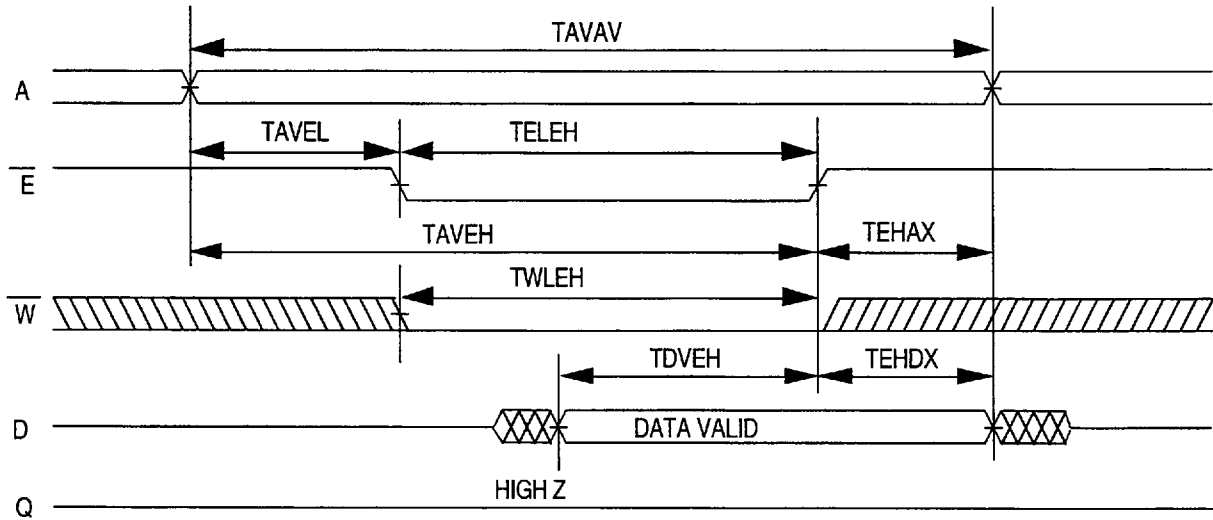 TAVAV
A
TAVEL
TELEH
E
TAVEH
TEHAX
TWLEH
W
TDVEH
TEHDX
D
DATA VALID
HIGH Z
Q